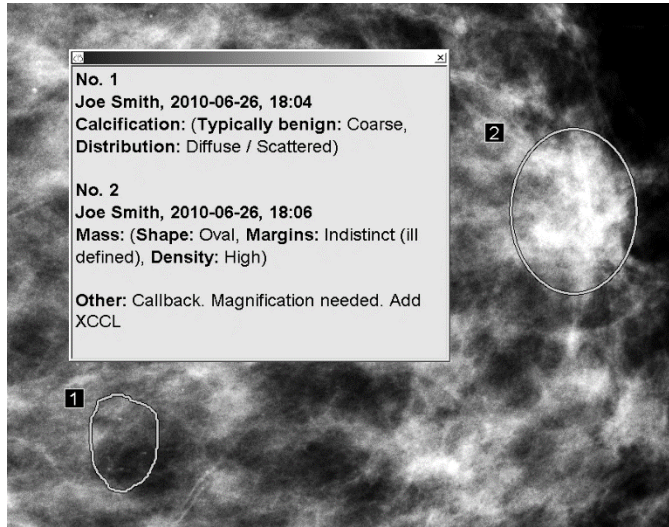 No. 1
Joe Smith, 2010-06-26, 18:04
Calcification: (Typically benign: Coarse,
Distribution: Diffuse / Scattered)
No. 2
Joe Smith, 2010-06-26, 18:06
Mass: (Shape: Oval, Margins: Indistinct (ill
defined), Density: High)
Other: Callback. Magnification needed. Add
XCCL
2
1